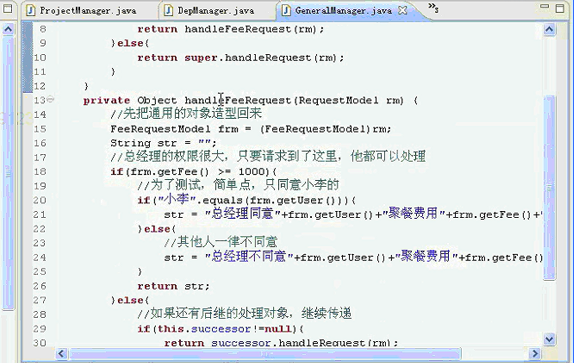 ProjectManager.java DepManager.java GeneralManager.java »5
8 return handleFeeRequest(rm);
9 }else{
10 return super.handleRequest(rm);
11 }
12 }
13 private Object handleFeeRequest(RequestModel rm) {
14 //先把通用的对象造型回来
15 FeeRequestModel frm = (FeeRequestModel)rm;
16 String str = "";
17 //总经理的权限很大，只要请求到了这里，他都可以处理
18 if(frm.getFee() >= 1000){
19 //为了测试，简单点，只同意小李的
20 if("小李".equals(frm.getUser())){
21 str = "总经理同意"+frm.getUser()+"聚餐费用"+frm.getFee()+"
22 }else{
23 //其他人一律不同意
24 str = "总经理不同意"+frm.getUser()+"聚餐费用"+frm.getFee(
25 }
26 return str;
27 }else{
28 //如果还有后继的处理对象，继续传递
29 if(this.successor!=null){
30 return successor.handleRequest(rm);